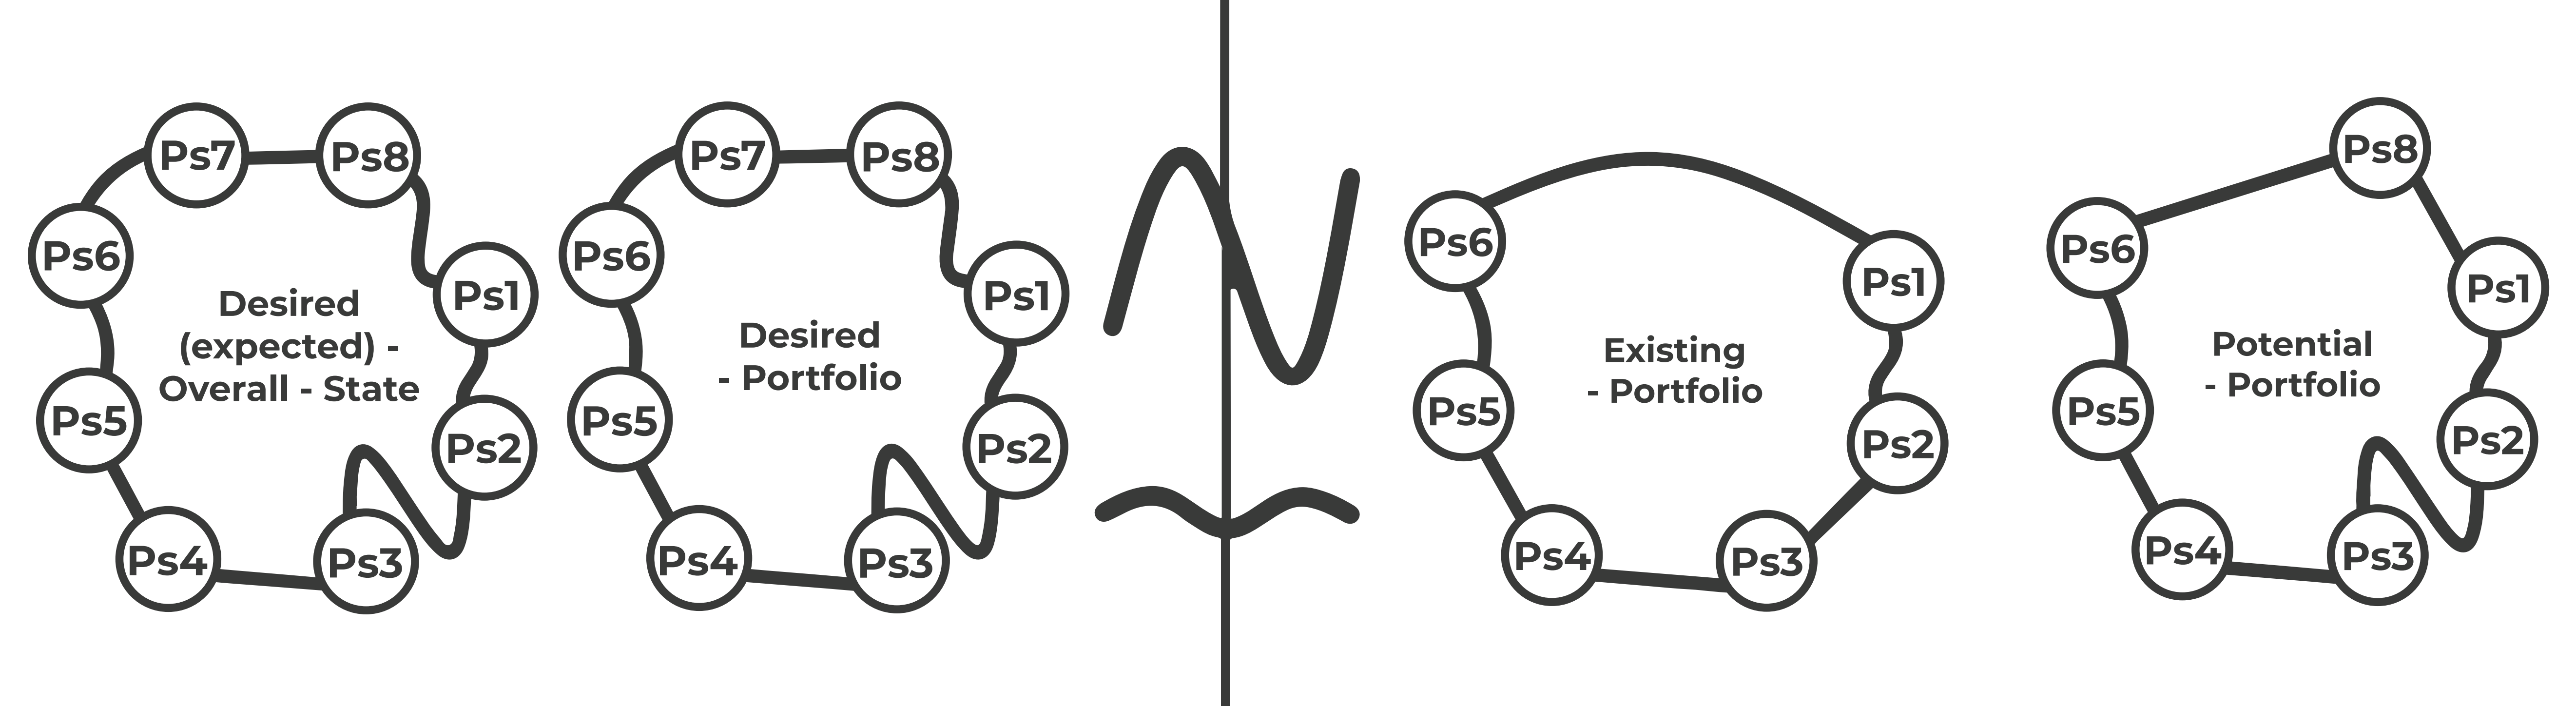 Ps7
Ps8
Ps6
Ps1
Desired
(expected) -
Overall - State
Ps5
Ps2
Ps4
Ps3
Ps7
Ps8
Ps6
Ps1
Desired
- Portfolio
Ps5
Ps2
Ps4
Ps3
Ps6
Ps1
Existing
- Portfolio
Ps5
Ps2
Ps4
Ps3
Ps8
Ps6
Ps1
Potential
- Portfolio
Ps5
Ps2
Ps4
Ps3